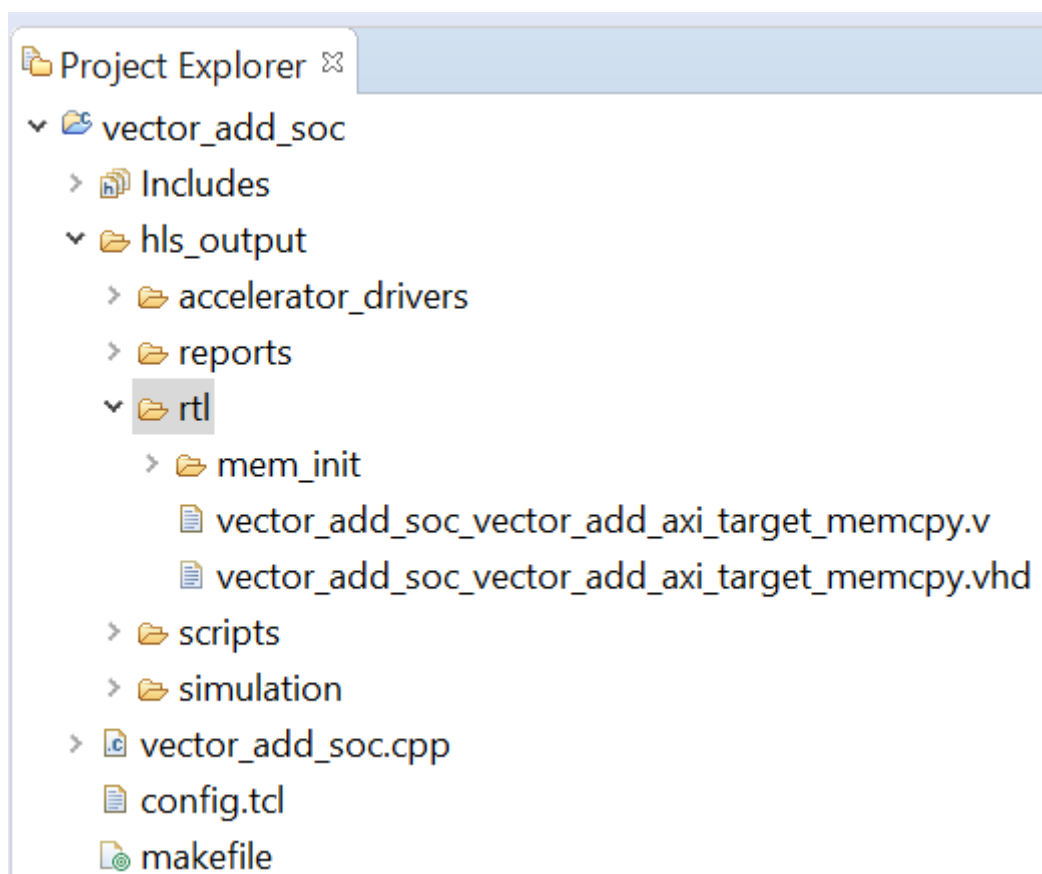 Project Explorer
vector_add_soc
Includes
hls_output
accelerator_drivers
reports
rtl
mem_init
vector_add_soc_vector_add_axi_target_memcpy.v
vector_add_soc_vector_add_axi_target_memcpy.vhd
scripts
simulation
vector_add_soc.cpp
config.tcl
makefile